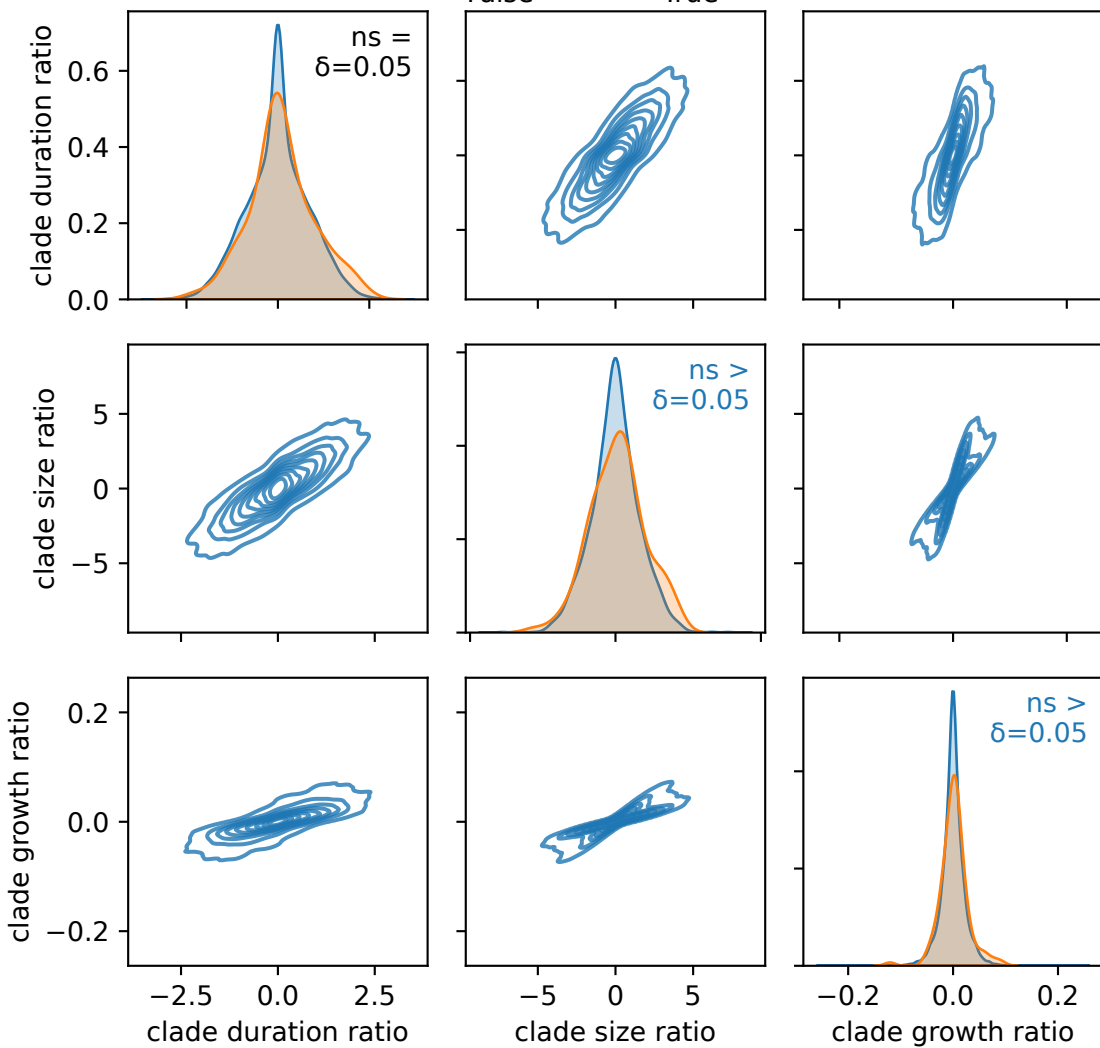 clade duration ratio
0.6
0.4
0.2
0.0
ns =
δ=0.05
clade size ratio
5
0
−5
ns >
δ=0.05
clade growth ratio
0.2
0.0
−0.2
ns >
δ=0.05
−2.5 0.0 2.5
−5 0 5
−0.2 0.0 0.2
clade duration ratio
clade size ratio
clade growth ratio